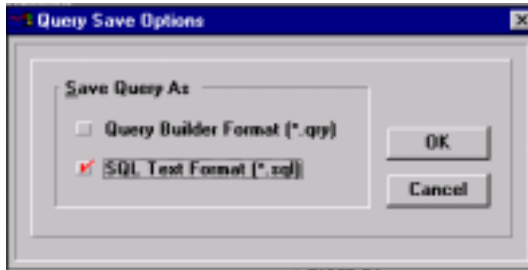 Query Save Options
Save Query As
Query Builder Format (*.qry)
SQL Text Format (*.sql)
OK
Cancel